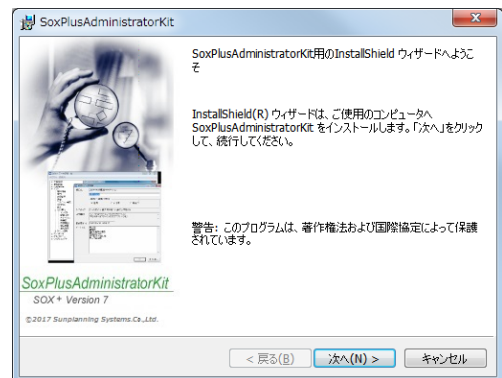 SoxPlusAdministratorKit
SoxPlusAdministratorKit用のInstallShield ウィザードへようこ
そ
InstallShield(R) ウィザードは、ご使用のコンピュータへ
SoxPlusAdministratorKit をインストールします。「次へ」をクリック
して、続行してください。
警告: このプログラムは、著作権法および国際協定によって保護
されています。
SoxPlusAdministratorKit
SOX+ Version 7
©2017 Sunplanning Systems.Co.,Ltd.
< 戻る(B)
次へ(N) >
キャンセル